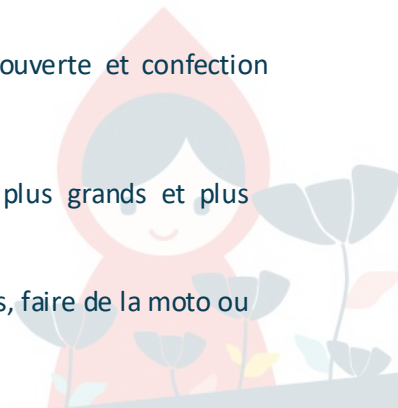 ouverte et confection
plus grands et plus
s, faire de la moto ou